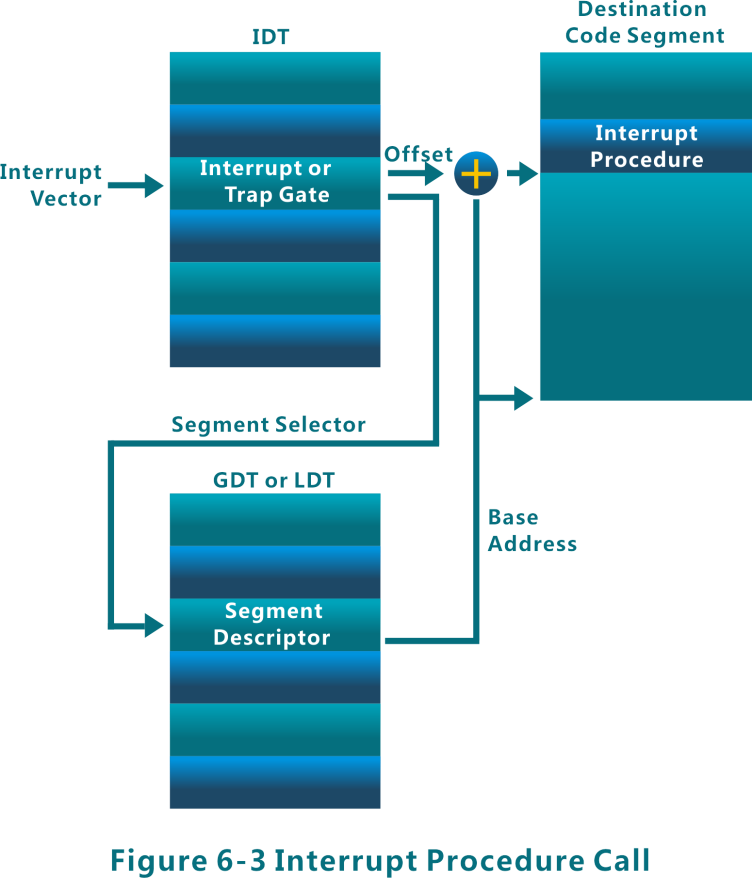 IDT
Destination
Code Segment
Interrupt
Vector
Interrupt or
Trap Gate
Offset
Interrupt
Procedure
Segment Selector
GDT or LDT
Base
Address
Segment
Descriptor
Figure 6-3 Interrupt Procedure Call